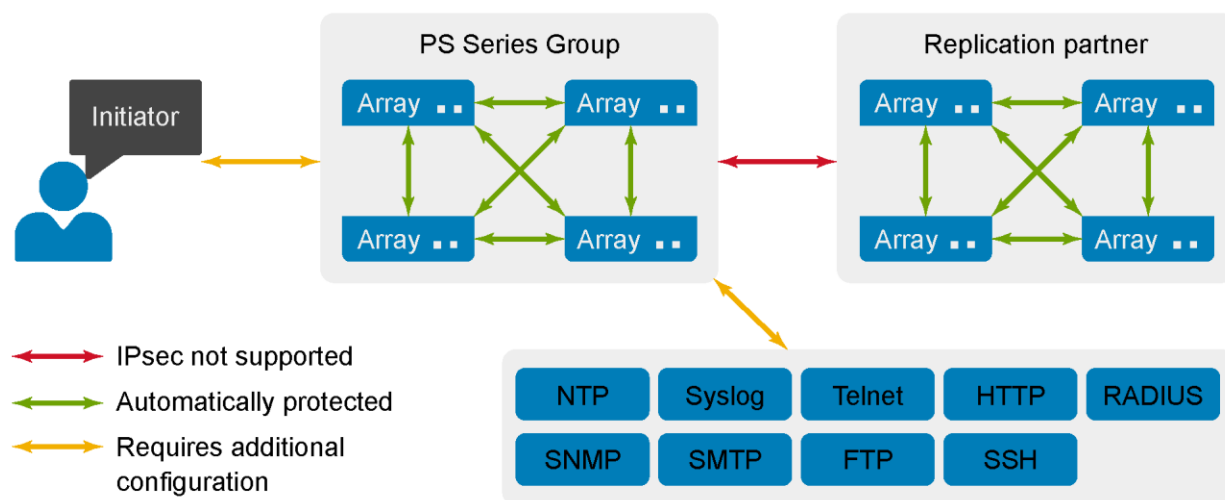 PS Series Group
Replication partner
Initiator
Array
Array
Array
Array
Array
Array
Array
Array
IPsec not supported
Automatically protected
Requires additional
configuration
NTP
Syslog
Telnet
HTTP
RADIUS
SNMP
SMTP
FTP
SSH